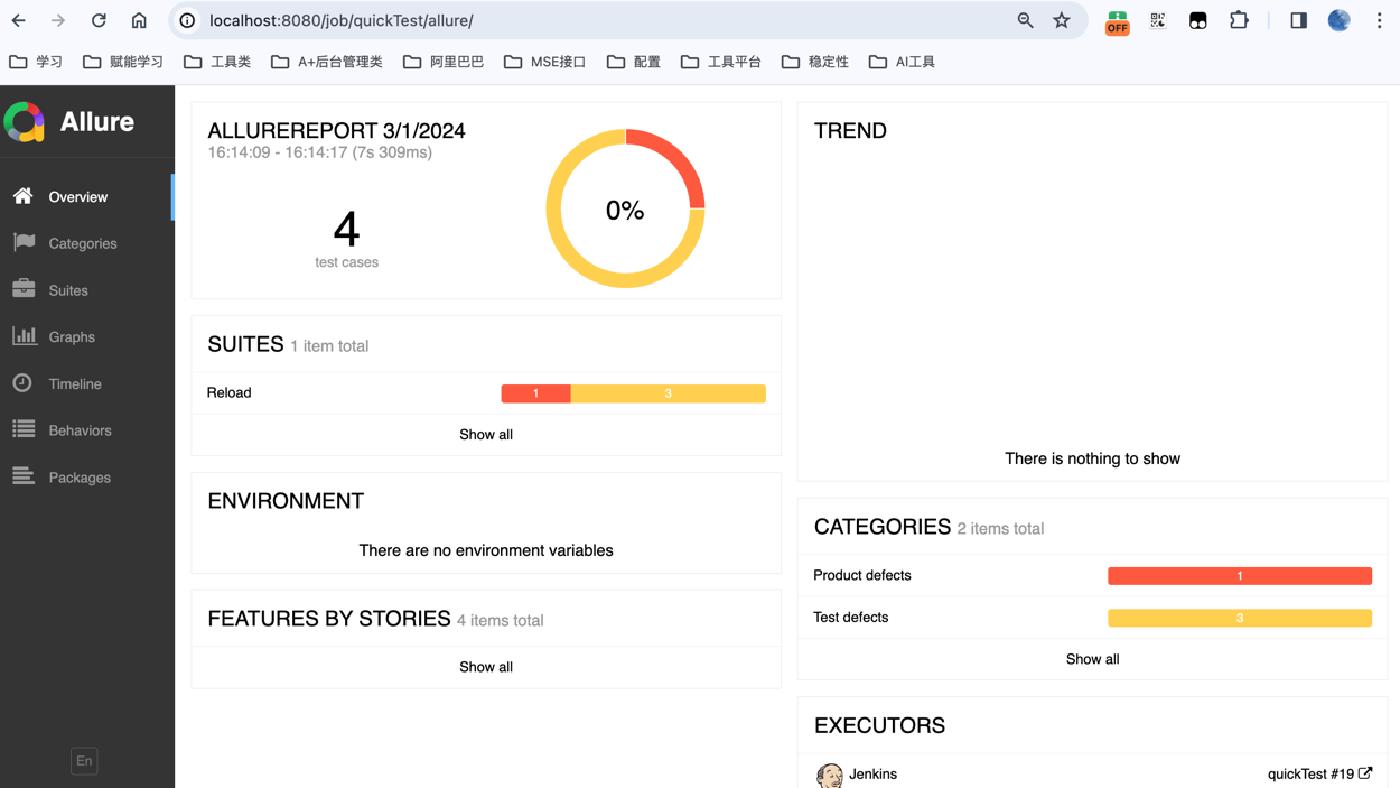 localhost:8080/job/quickTest/allure/
OFF
学习
赋能学习
工具类
A+后台管理类
阿里巴巴
MSE接口
配置
工具平台
稳定性
AI工具
Allure
Overview
Categories
Suites
Graphs
Timeline
Behaviors
Packages
En
ALLUREREPORT 3/1/2024
16:14:09 - 16:14:17 (7s 309ms)
4
test cases
0%
SUITES 1 item total
Reload 1 3
Show all
ENVIRONMENT
There are no environment variables
FEATURES BY STORIES 4 items total
Show all
TREND
There is nothing to show
CATEGORIES 2 items total
Product defects 1
Test defects 3
Show all
EXECUTORS
Jenkins quickTest #19